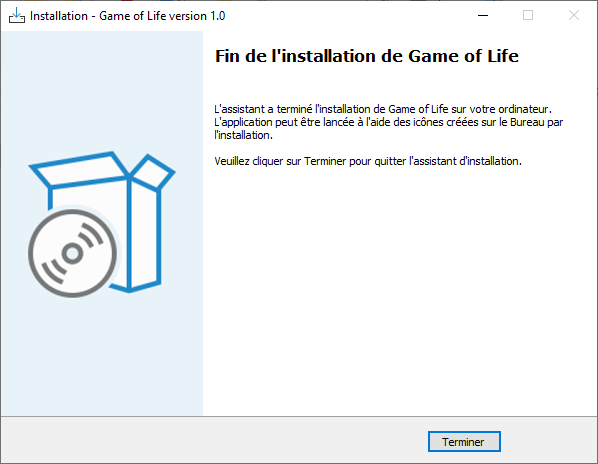 Installation - Game of Life version 1.0
Fin de l'installation de Game of Life
L'assistant a terminé l'installation de Game of Life sur votre ordinateur.
L'application peut être lancée à l'aide des icônes créées sur le Bureau par
l'installation.
Veuillez cliquer sur Terminer pour quitter l'assistant d'installation.
Terminer